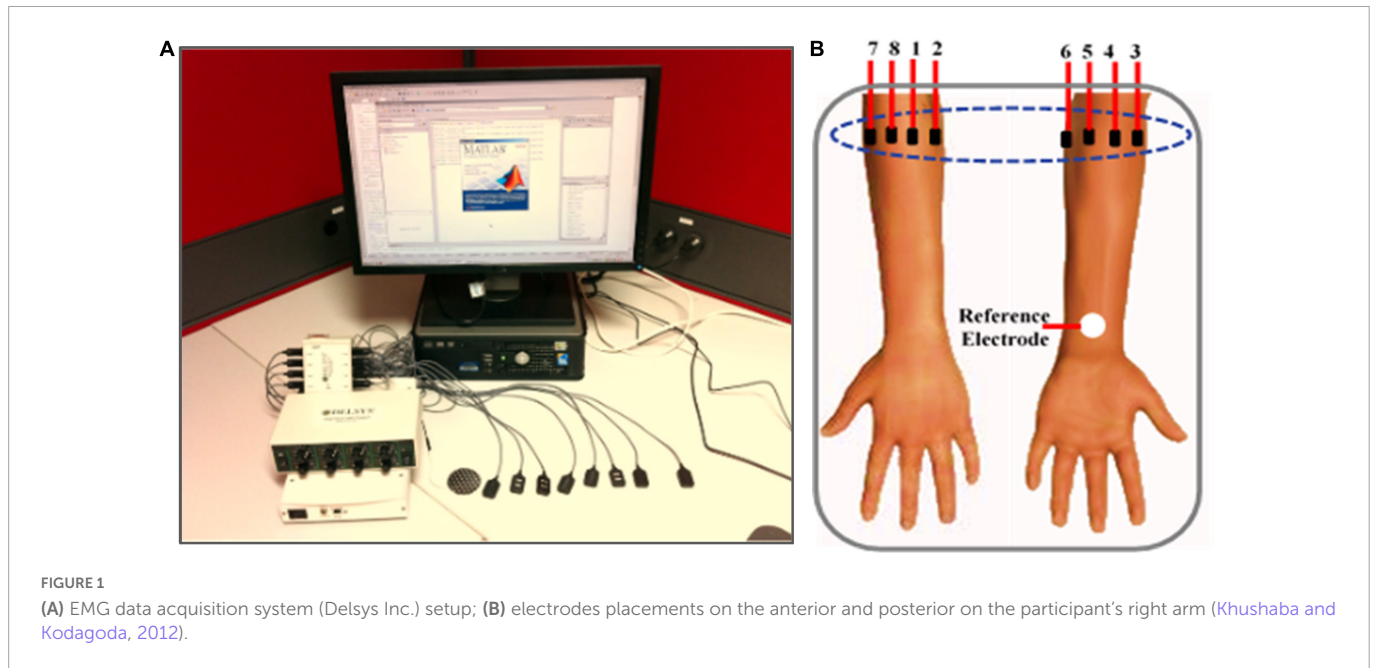 A
MATLAB
DELSYS
B
7 8 1 2
6 5 4 3
Reference
Electrode
FIGURE 1
(A) EMG data acquisition system (Delsys Inc.) setup; (B) electrodes placements on the anterior and posterior on the participant's right arm (Khushaba and
Kodagoda, 2012).